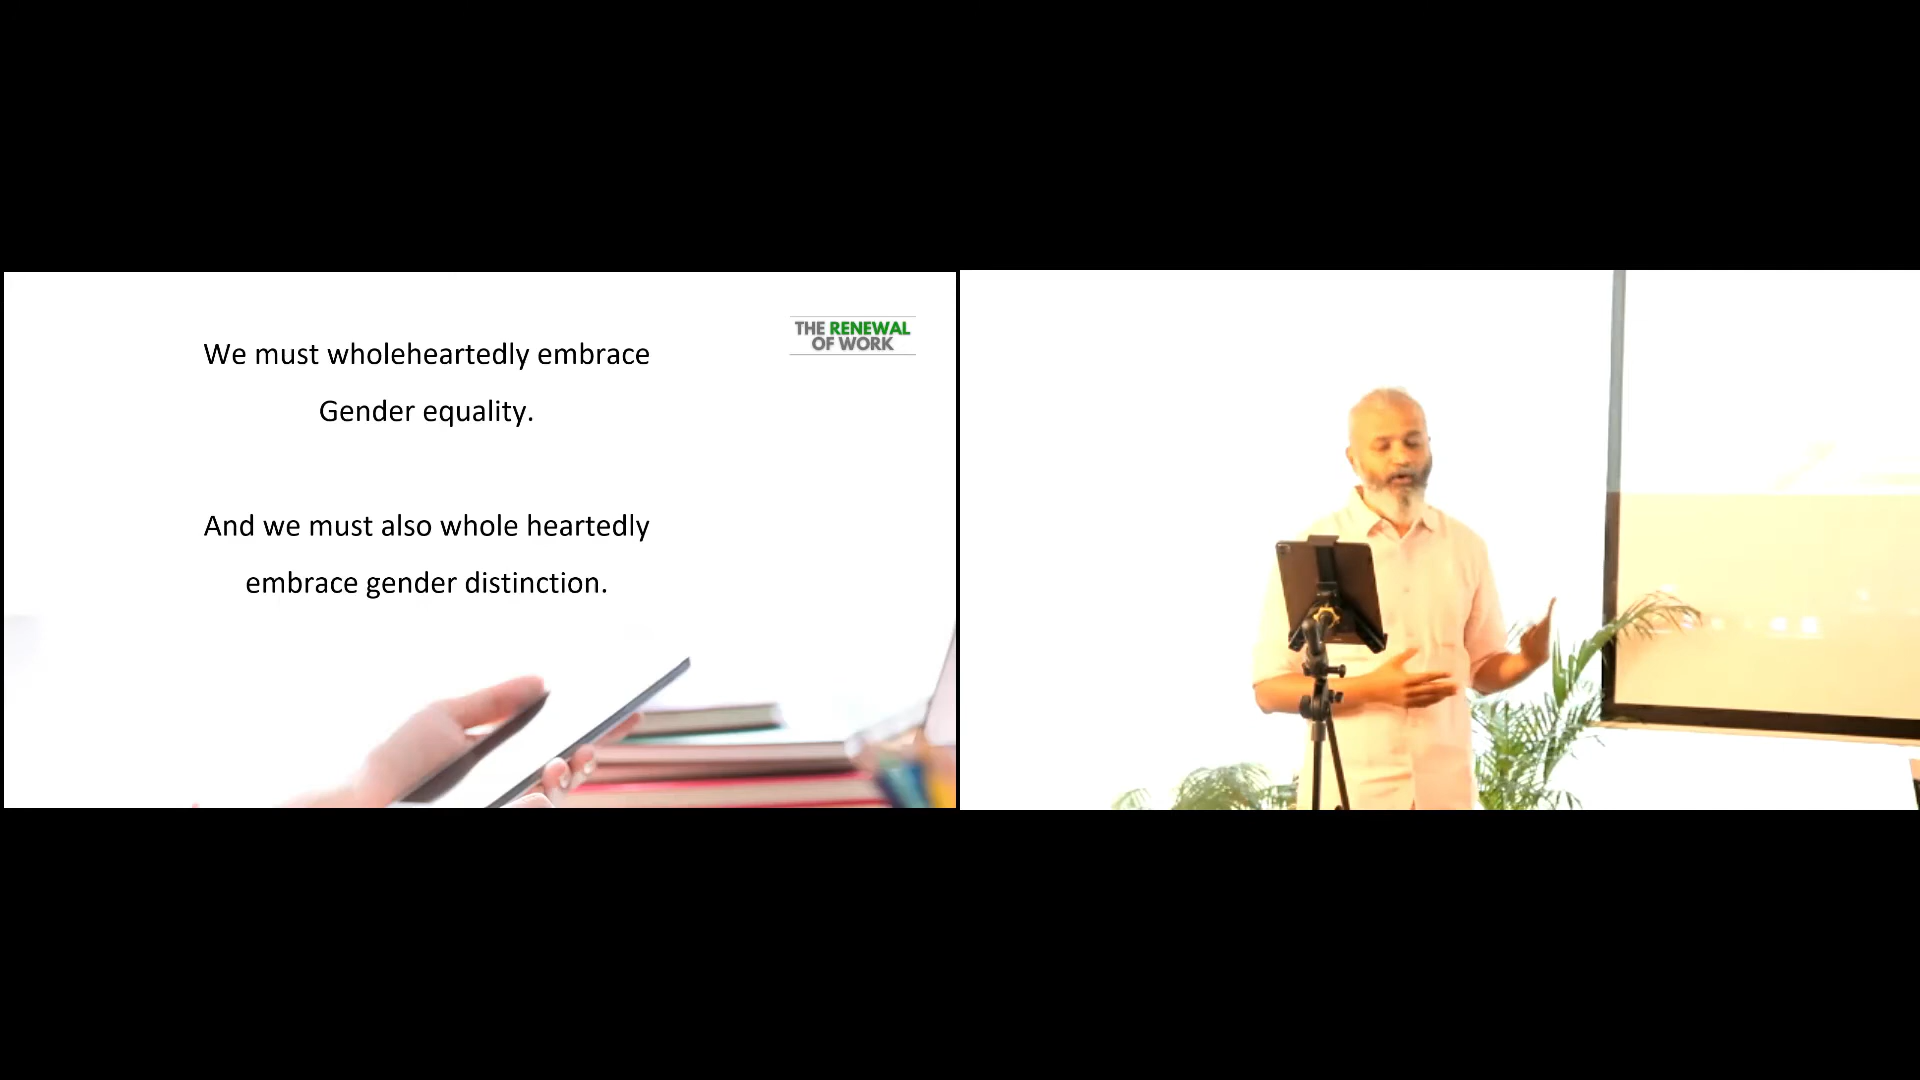 We must wholeheartedly embrace
Gender equality.
And we must also whole heartedly
embrace gender distinction.
THE RENEWAL
OF WORK